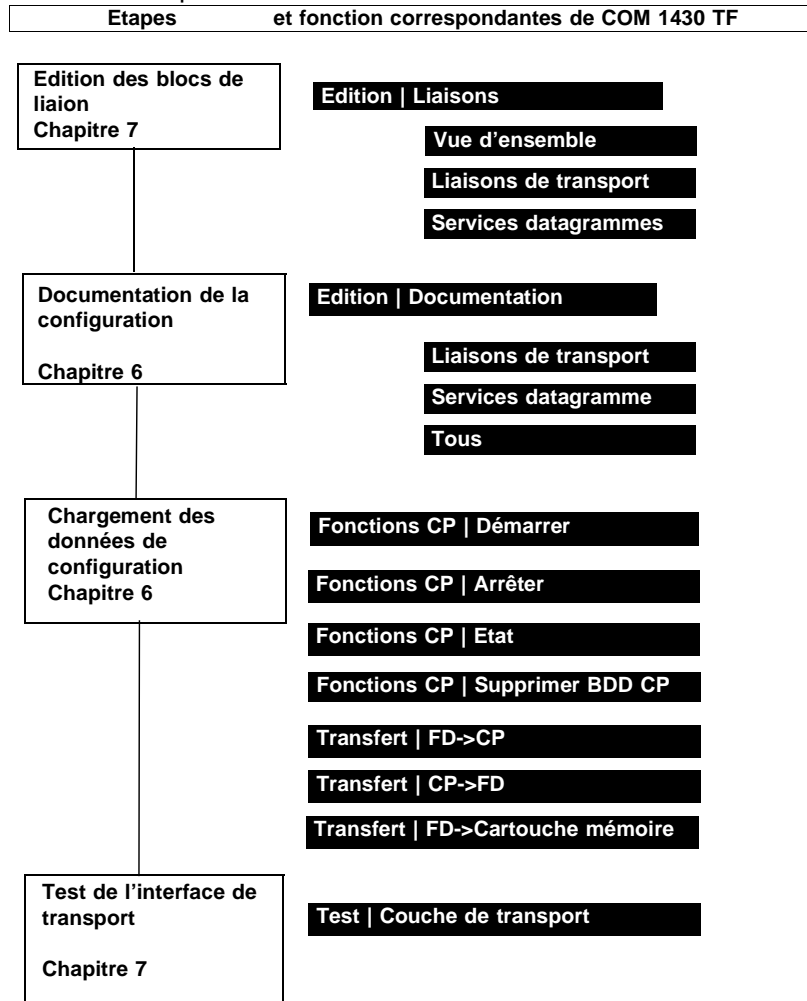 Etapes et fonction correspondantes de COM 1430 TF
Edition des blocs de
liaion
Chapitre 7
Edition | Liaisons
Vue d'ensemble
Liaisons de transport
Services datagrammes
Documentation de la
configuration
Chapitre 6
Edition | Documentation
Liaisons de transport
Services datagramme
Tous
Chargement des
données de
configuration
Chapitre 6
Fonctions CP | Démarrer
Fonctions CP | Arrêter
Fonctions CP | Etat
Fonctions CP | Supprimer BDD CP
Transfert | FD->CP
Transfert | CP->FD
Transfert | FD->Cartouche mémoire
Test de l'interface de
transport
Chapitre 7
Test | Couche de transport